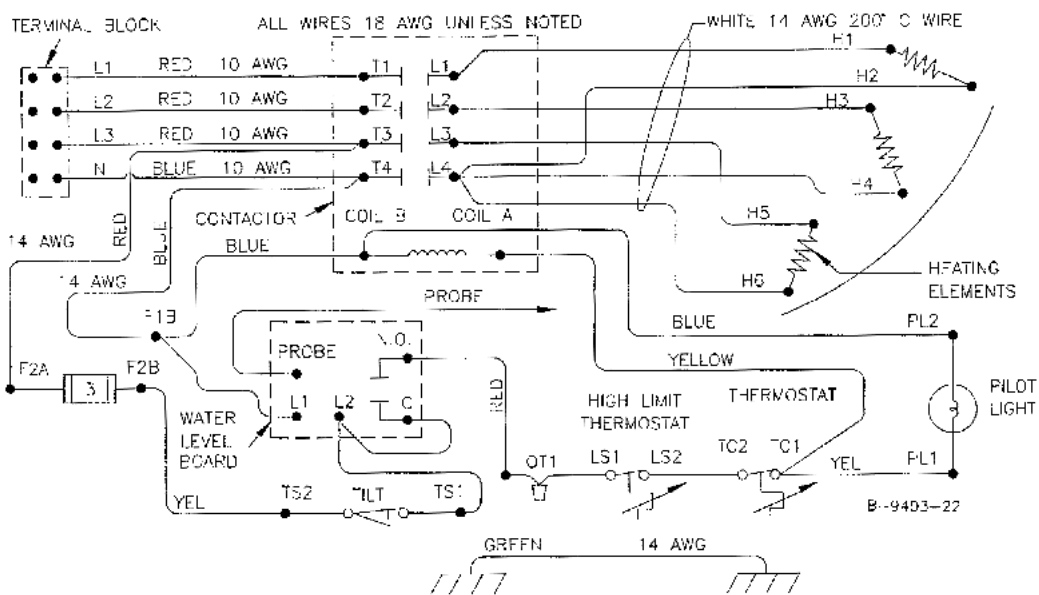 TERMINAL BLOCK
ALL WIRES 18 AWG UNLESS NOTED
WHITE 14 AWG 200° C WIRE
L1 RED 10 AWG T1 L1 H1
L2 RED 10 AWG T2 L2 H2
L3 RED 10 AWG T3 L3 H3
N BLUE 10 AWG T4 L4 H4
CONTACTOR COIL B COIL A
H5
H6
HEATING
ELEMENTS
14 AWG
RED
BLUE
BLUE
14 AWG
PROBE
F1B
BLUE
PL2
YELLOW
PROBE
N.O.
F2A
3
F2B
L1 L2 C
RED
HIGH LIMIT
THERMOSTAT
THERMOSTAT
PILOT
LIGHT
WATER
LEVEL
BOARD
OT1
LS1 LS2
TC2 TC1
YEL
PL1
YEL
TS2 TILT TS1
GREEN 14 AWG